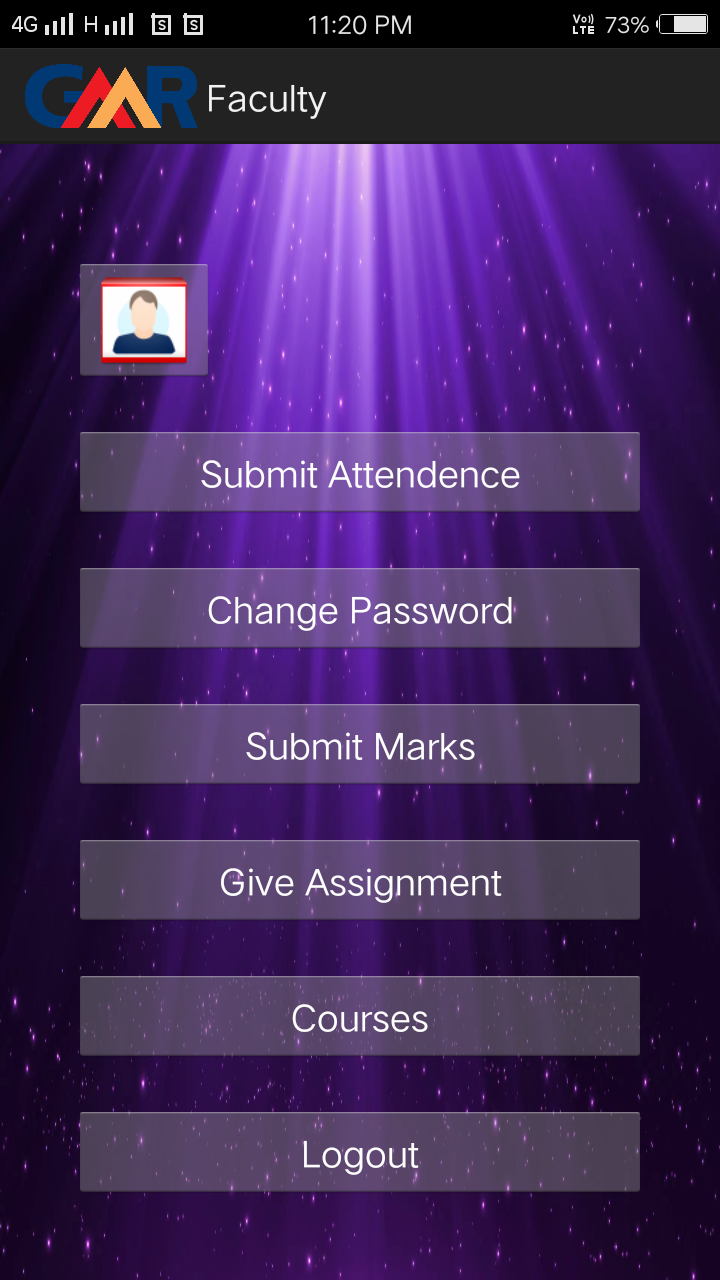 4G H S S 11:20 PM Vo)) LTE 73%
GMR Faculty
Submit Attendence
Change Password
Submit Marks
Give Assignment
Courses
Logout